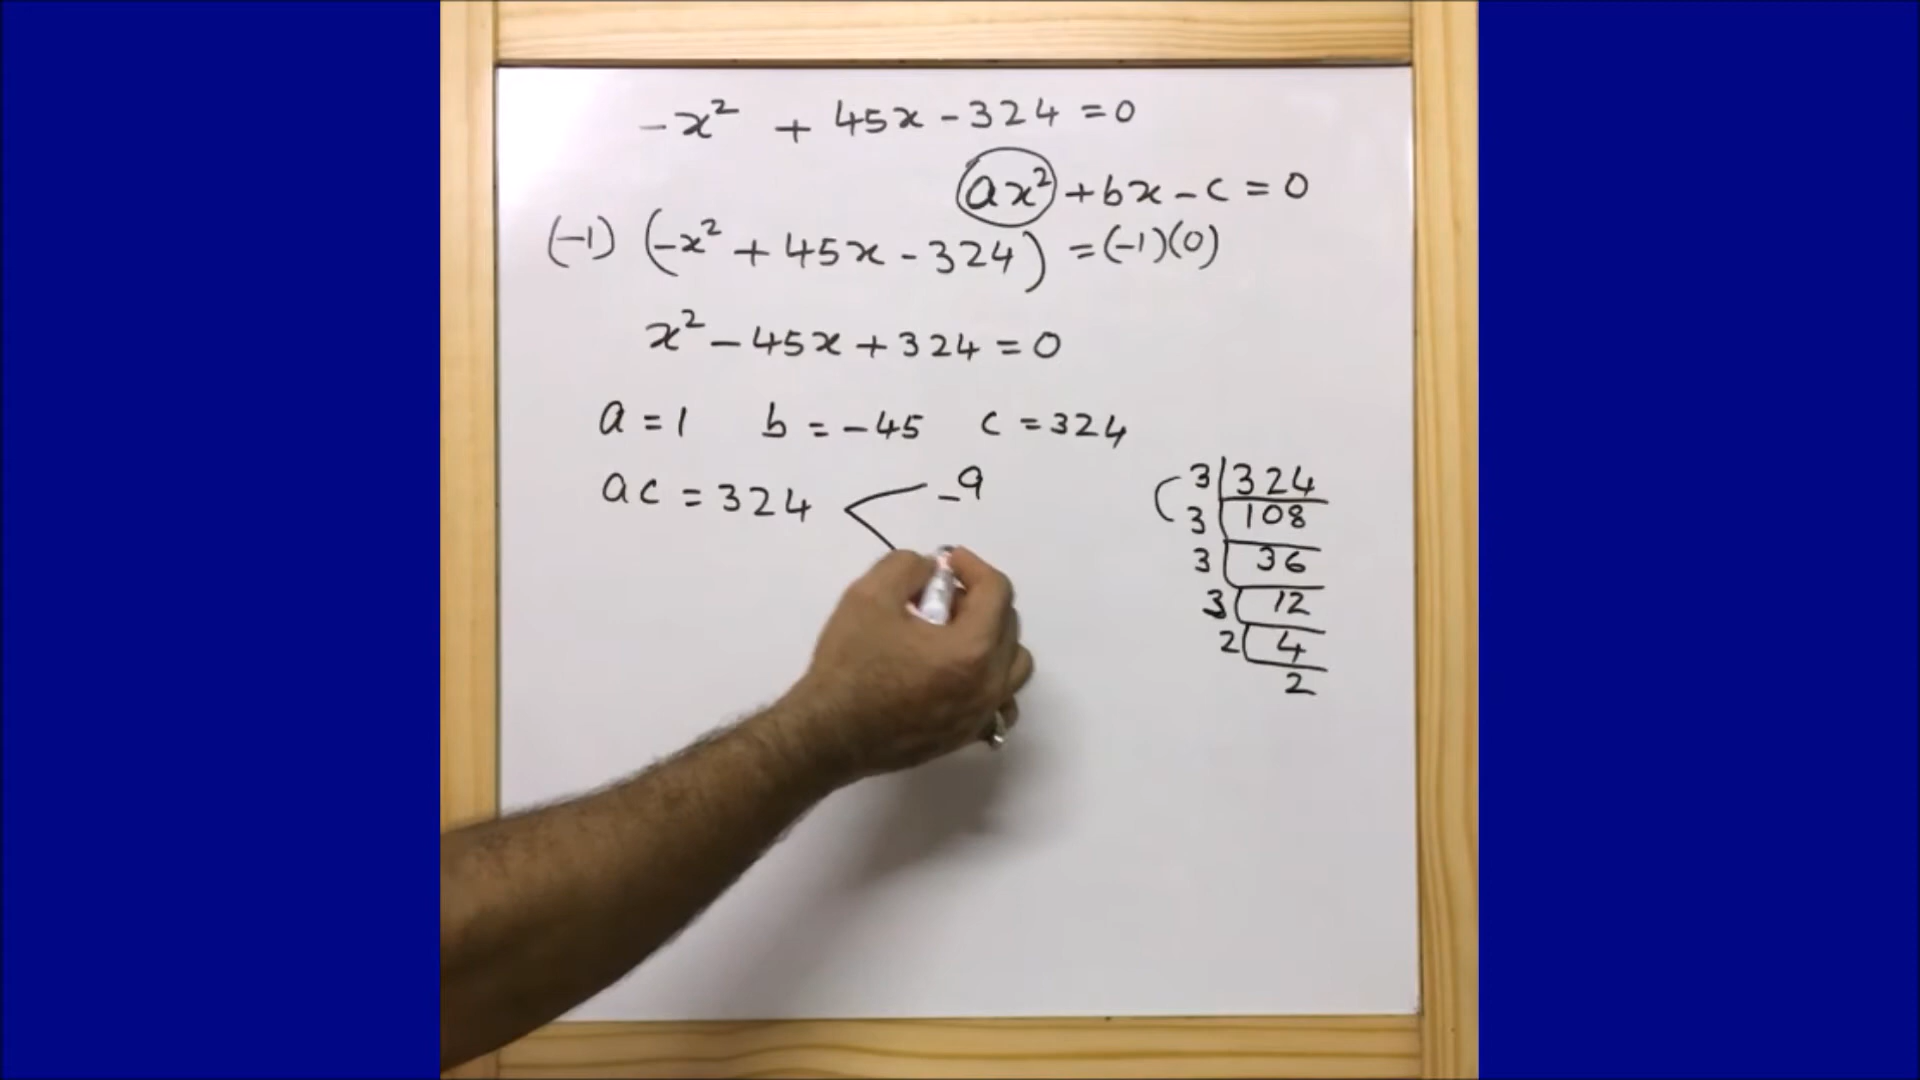 -x² + 45x - 324 = 0
ax² + bx - c = 0
(-1) (-x² + 45x - 324) = (-1)(0)
x² - 45x + 324 = 0
a = 1 b = -45 c = 324
ac = 324 -9
3 324
3 108
3 36
3 12
2 4
2